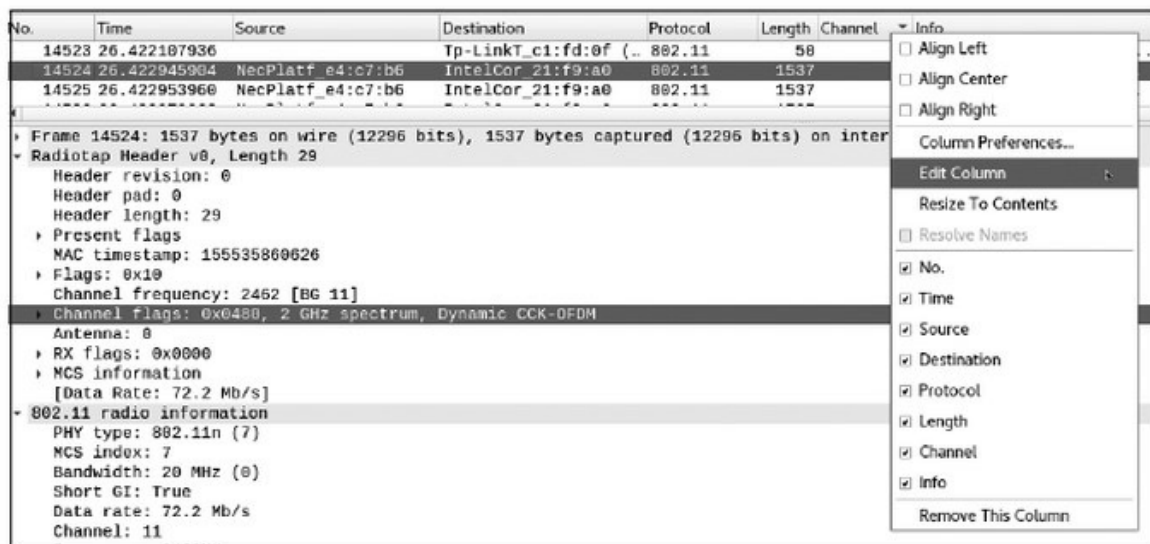 No. Time Source Destination Protocol Length Channel Info
14523 26.422107936 Tp-LinkT_c1:fd:0f (… 802.11 50
14524 26.422945904 NecPlatf_e4:c7:b6 IntelCor_21:f9:a0 802.11 1537
14525 26.422953960 NecPlatf_e4:c7:b6 IntelCor_21:f9:a0 802.11 1537
Frame 14524: 1537 bytes on wire (12296 bits), 1537 bytes captured (12296 bits) on inter
Radiotap Header v0, Length 29
Header revision: 0
Header pad: 0
Header length: 29
Present flags
MAC timestamp: 155535860626
Flags: 0x10
Channel frequency: 2462 [BG 11]
Channel flags: 0x0480, 2 GHz spectrum, Dynamic CCK-OFDM
Antenna: 0
RX flags: 0x0000
MCS information
[Data Rate: 72.2 Mb/s]
802.11 radio information
PHY type: 802.11n (7)
MCS index: 7
Bandwidth: 20 MHz (0)
Short GI: True
Data rate: 72.2 Mb/s
Channel: 11
Align Left
Align Center
Align Right
Column Preferences...
Edit Column
Resize To Contents
Resolve Names
No.
Time
Source
Destination
Protocol
Length
Channel
Info
Remove This Column